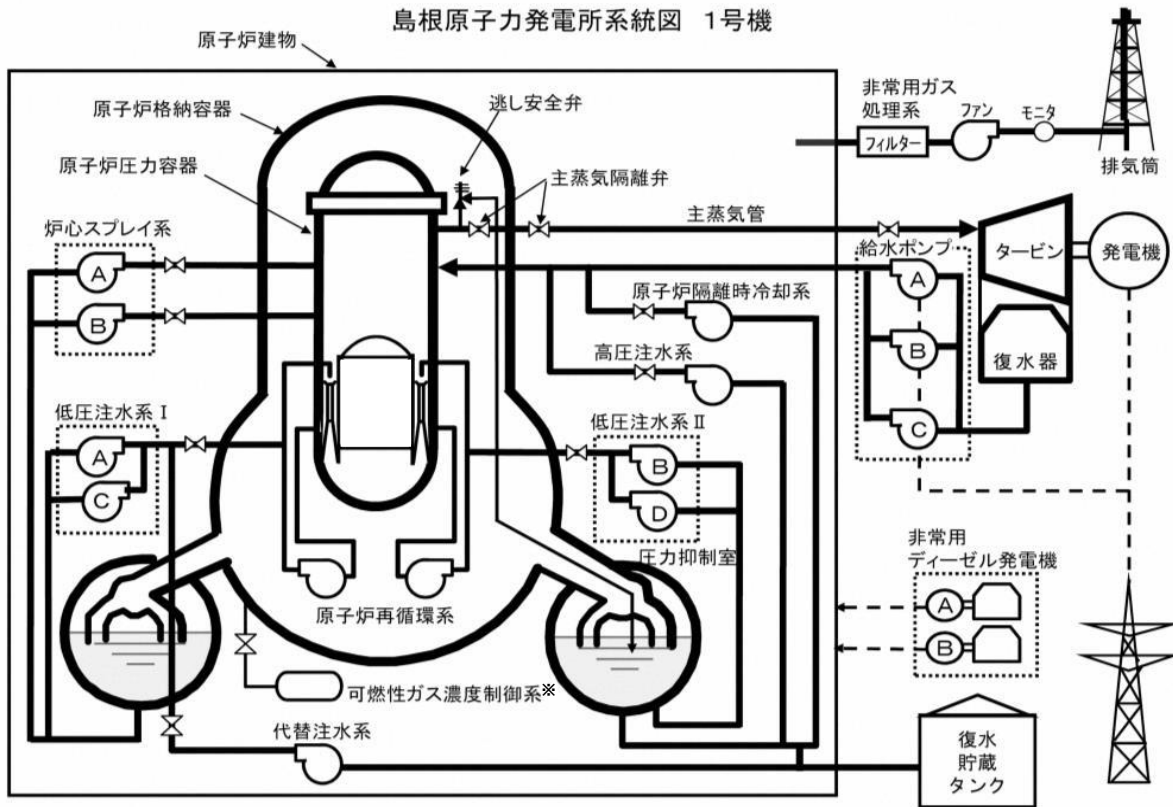 島根原子力発電所系統図 1号機
原子炉建物
原子炉格納容器
逃し安全弁
非常用ガス
処理系
フィルター
ファン
モニタ
排気筒
原子炉圧力容器
主蒸気隔離弁
主蒸気管
炉心スプレイ系
A
B
給水ポンプ
A
B
C
タービン
発電機
復水器
原子炉隔離時冷却系
高圧注水系
低圧注水系Ⅰ
A
C
低圧注水系Ⅱ
B
D
圧力抑制室
原子炉再循環系
非常用
ディーゼル発電機
A
B
可燃性ガス濃度制御系※
代替注水系
復水
貯蔵
タンク